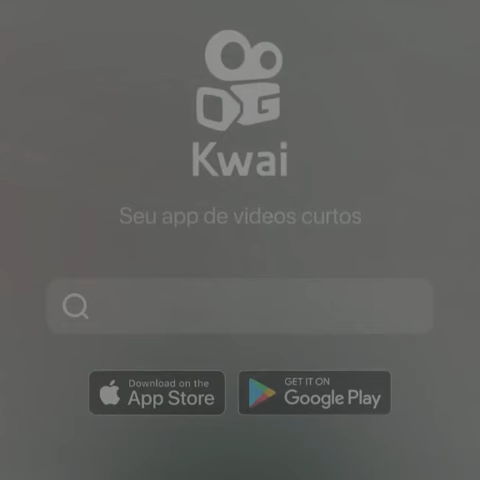 Kwai
Seu app de videos curtos
Download on the
App Store
GET IT ON
Google Play